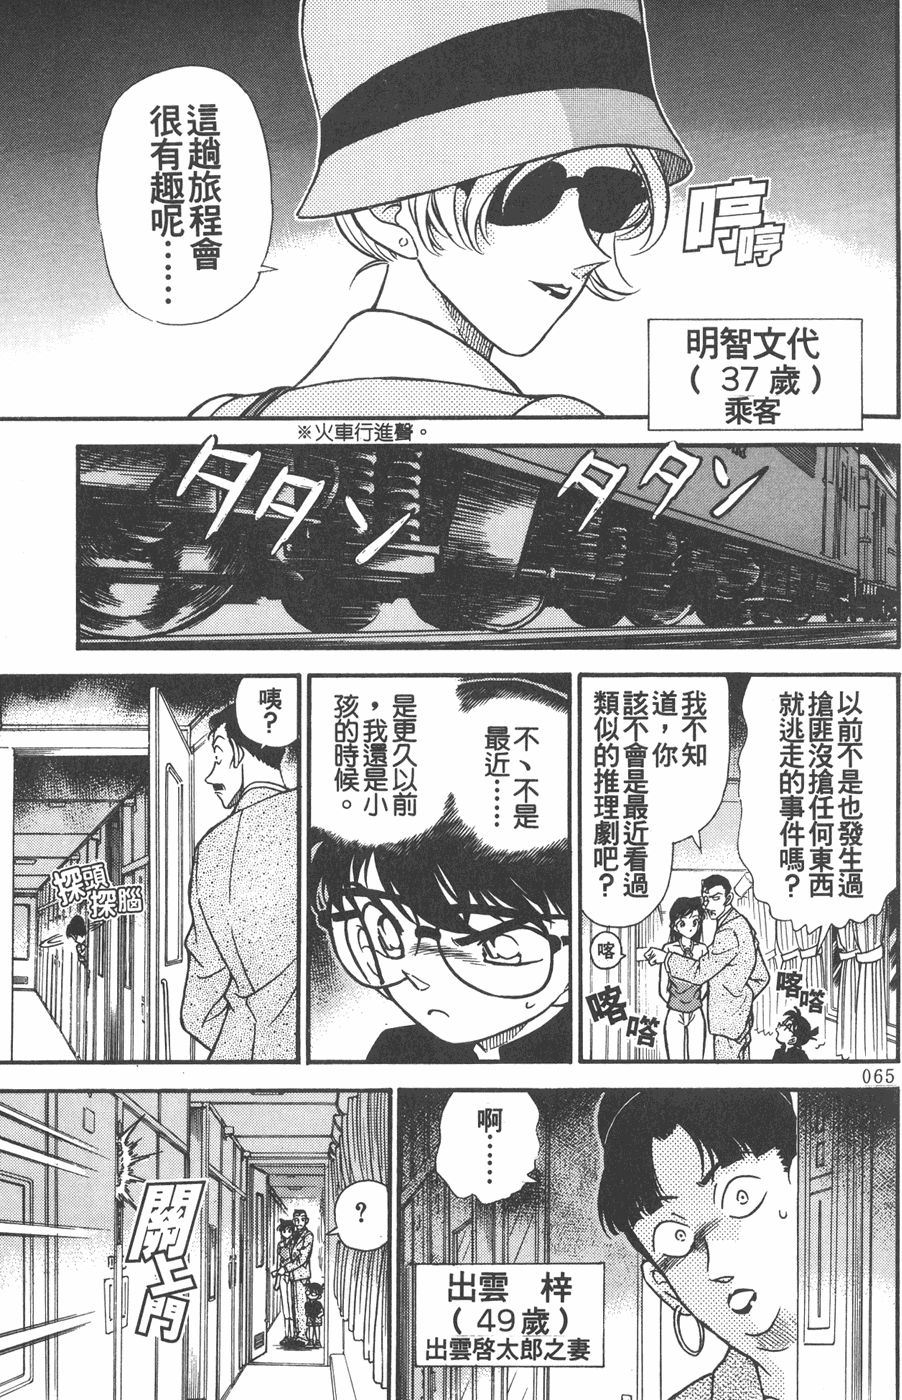 這趟旅程會
很有趣呢……
哼
哼
明智文代
(37歲)
乘客
※火車行進聲。
タタン
タタン
以前不是也發生過
搶匪沒搶任何東西
就逃走的事件嗎？
我不知
道，你
該不會是最近看過
類似的推理劇吧？
喀
喀嗒
喀嗒
不、不是
最近……
是更久以前
，我還是小
孩的時候。
咦？
探頭
探腦
065
啊……
出雲 梓
(49歲)
出雲啓太郎之妻
？
關上門